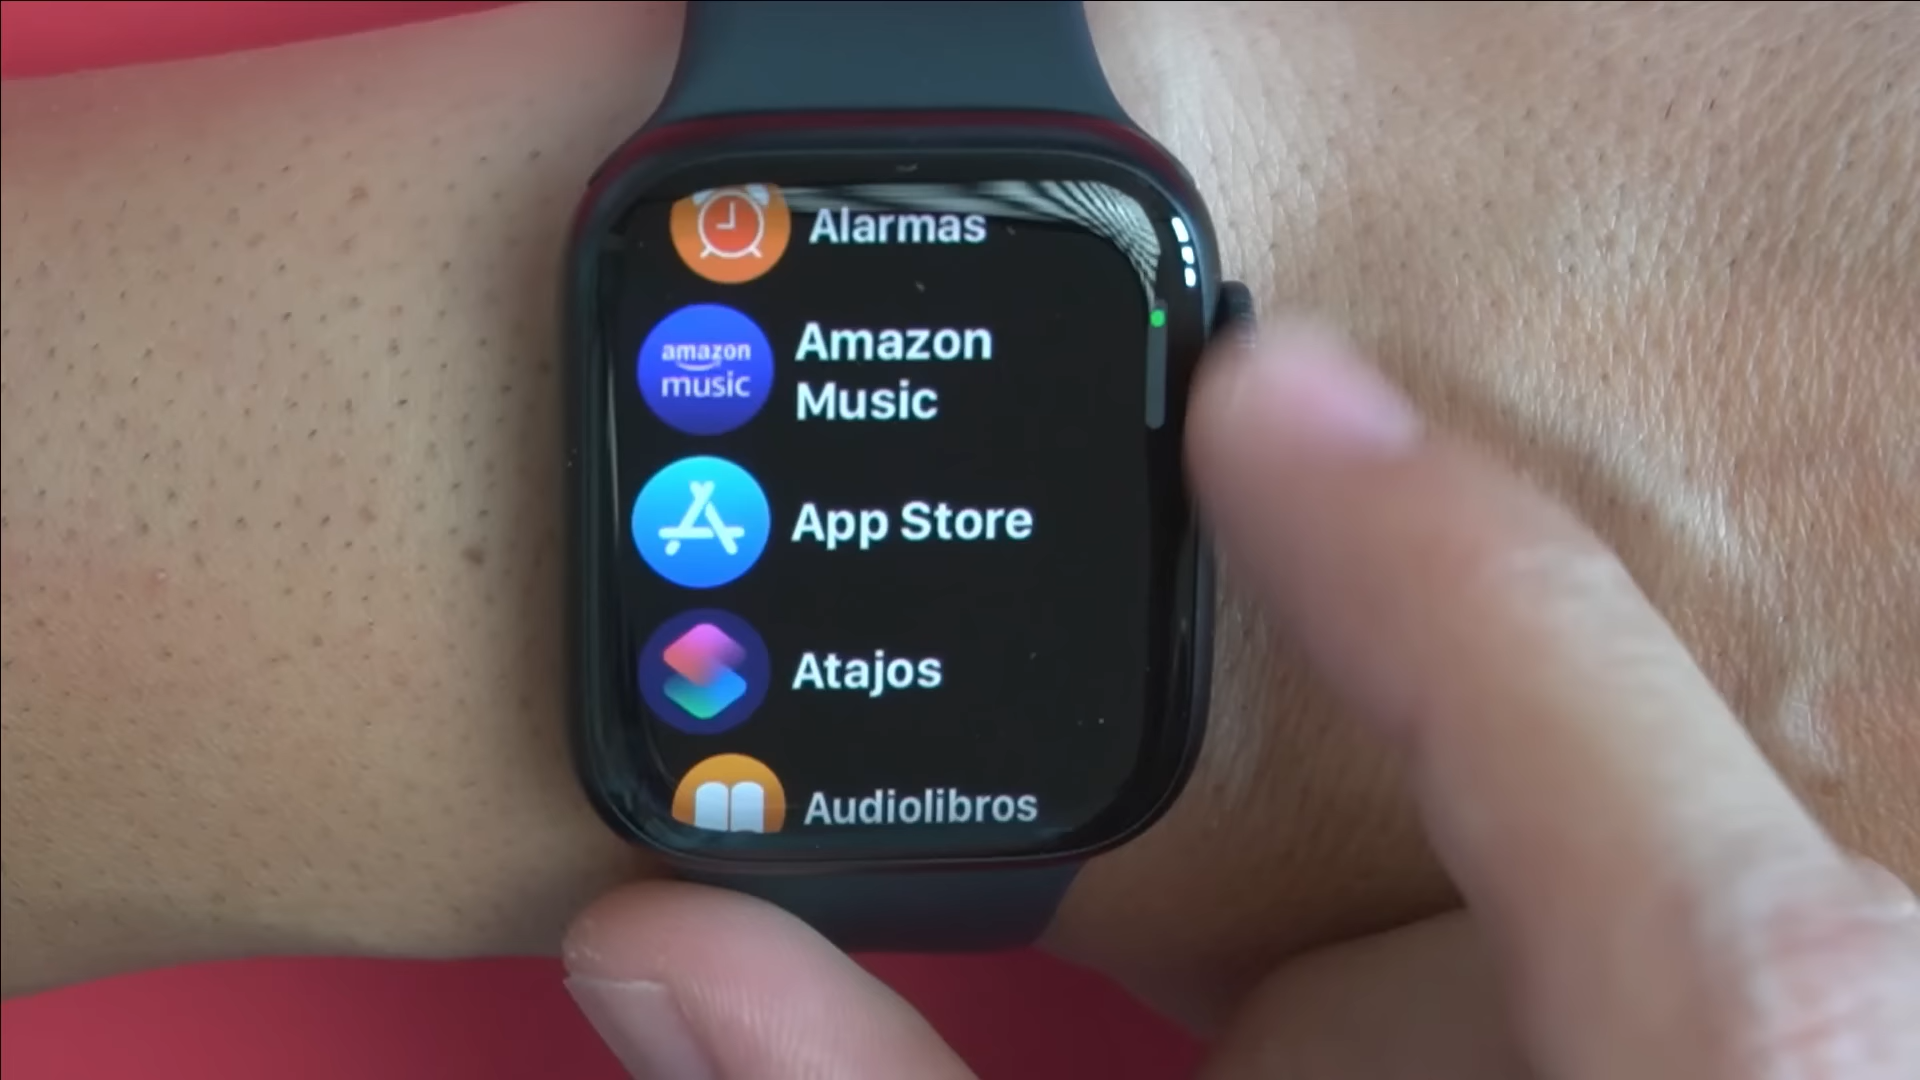 Alarmas
amazon
music
Amazon
Music
App Store
Atajos
Audiolibros